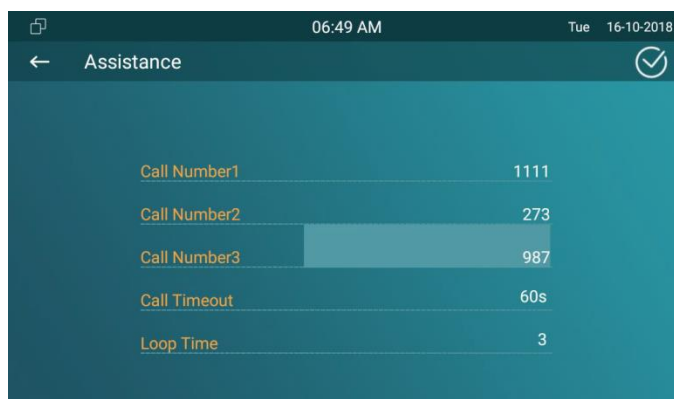 06:49 AM Tue 16-10-2018
Assistance
Call Number1 1111
Call Number2 273
Call Number3 987
Call Timeout 60s
Loop Time 3